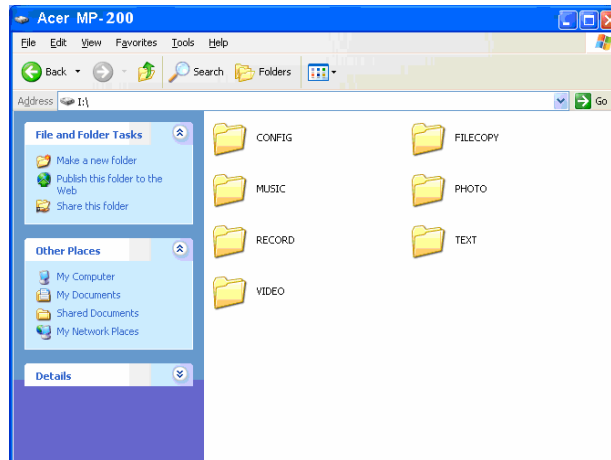 Acer MP-200
File Edit View Favorites Tools Help
Back Search Folders
Address I:\ Go
File and Folder Tasks
Make a new folder
Publish this folder to the
Web
Share this folder
Other Places
My Computer
My Documents
Shared Documents
My Network Places
Details
CONFIG FILECOPY
MUSIC PHOTO
RECORD TEXT
VIDEO